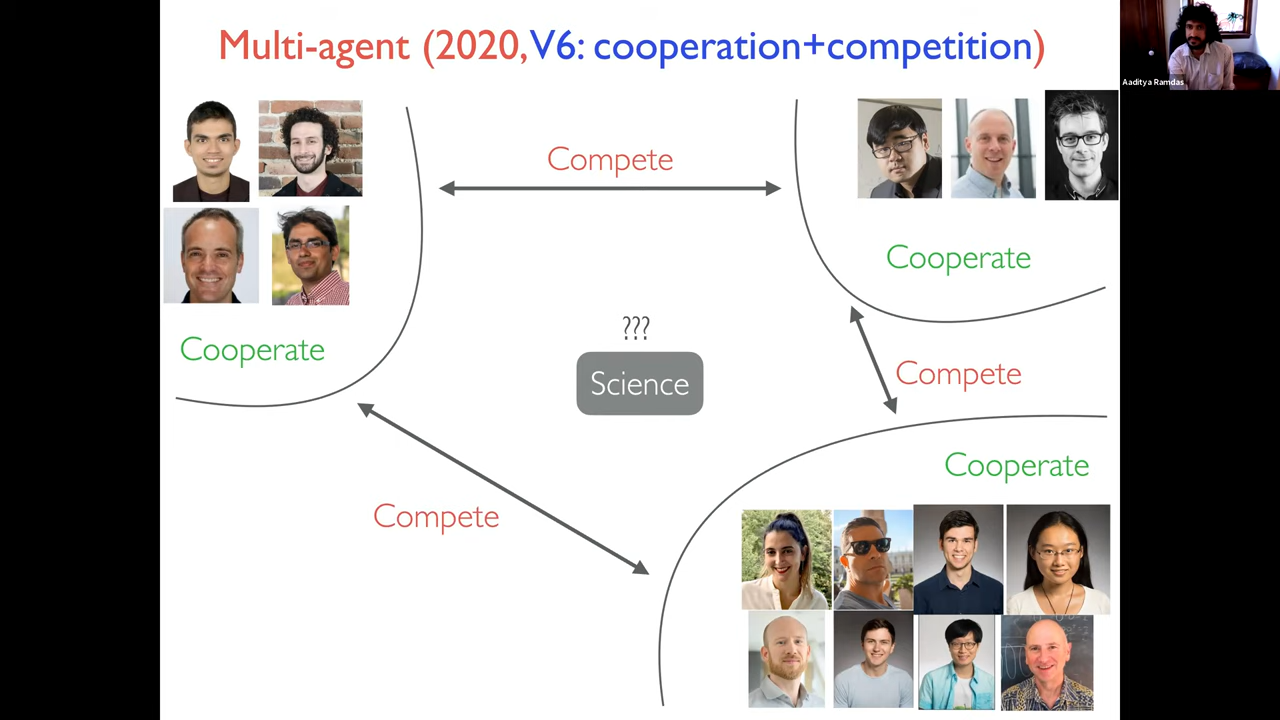 Multi-agent (2020, V6: cooperation+competition)
Aaditya Ramdas
Compete
Cooperate
???
Science
Cooperate
Compete
Cooperate
Compete